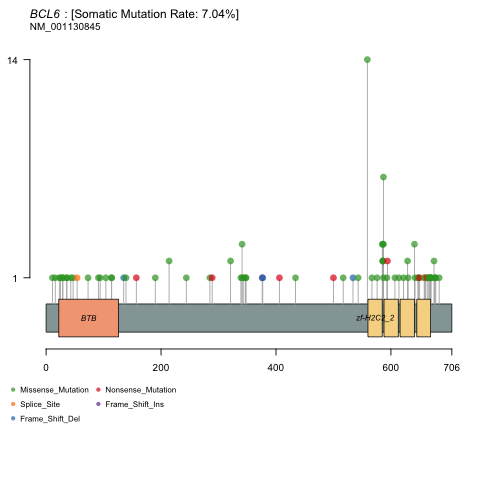 BCL6 : [Somatic Mutation Rate: 7.04%]
NM_001130845
14
1
BTB
zf-H2C2_2
0
200
400
600
706
Missense_Mutation
Nonsense_Mutation
Splice_Site
Frame_Shift_Ins
Frame_Shift_Del